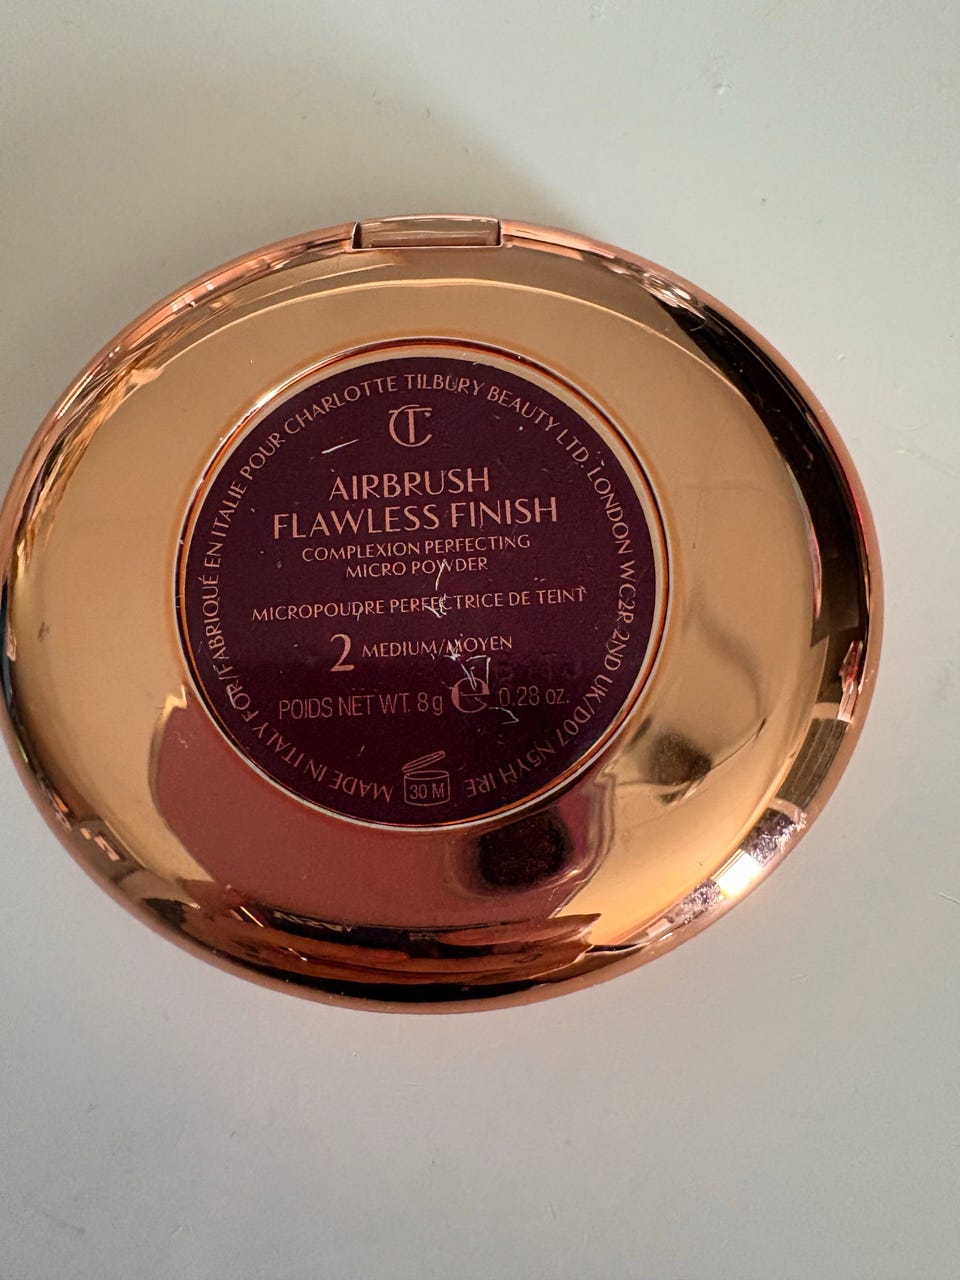 MADE IN ITALY FOR/FABRIQUÉ EN ITALIE POUR CHARLOTTE TILBURY BEAUTY LTD. LONDON WC2R 2ND UK/D07 N5YH IRE
CT
AIRBRUSH
FLAWLESS FINISH
COMPLEXION PERFECTING
MICRO POWDER
MICROPOUDRE PERFECTRICE DE TEINT
2 MEDIUM/MOYEN
POIDS NET WT. 8 g e 0.28 oz.
30 M